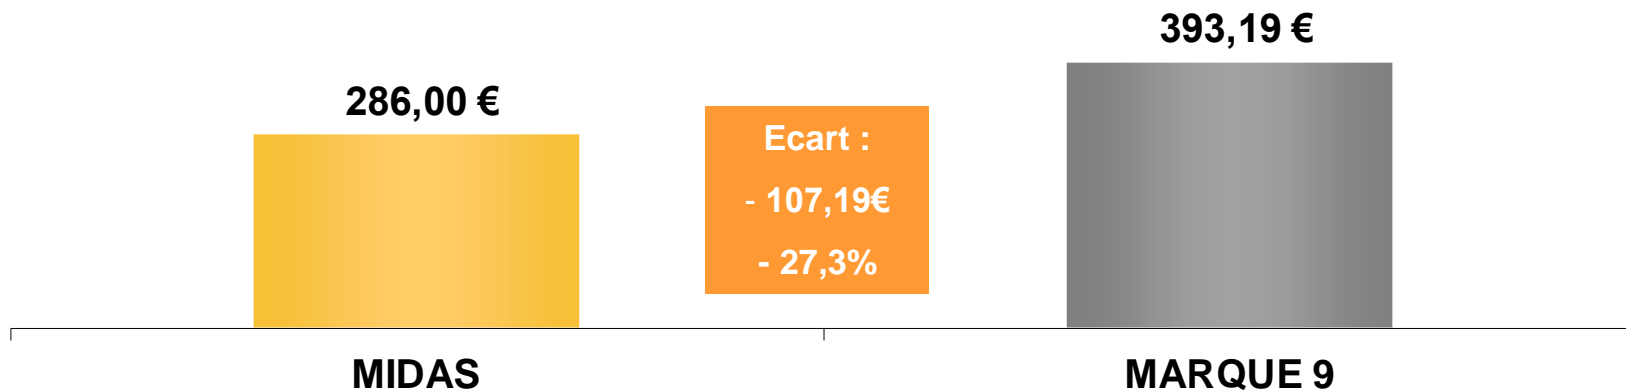 393,19 €
286,00 €
Ecart :
- 107,19€
- 27,3%
MIDAS
MARQUE 9